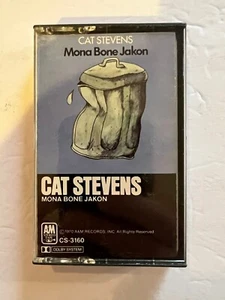 CAT STEVENS
Mona Bone Jakon
CAT STEVENS
MONA BONE JAKON
A&M
CS-3160
DOLBY SYSTEM